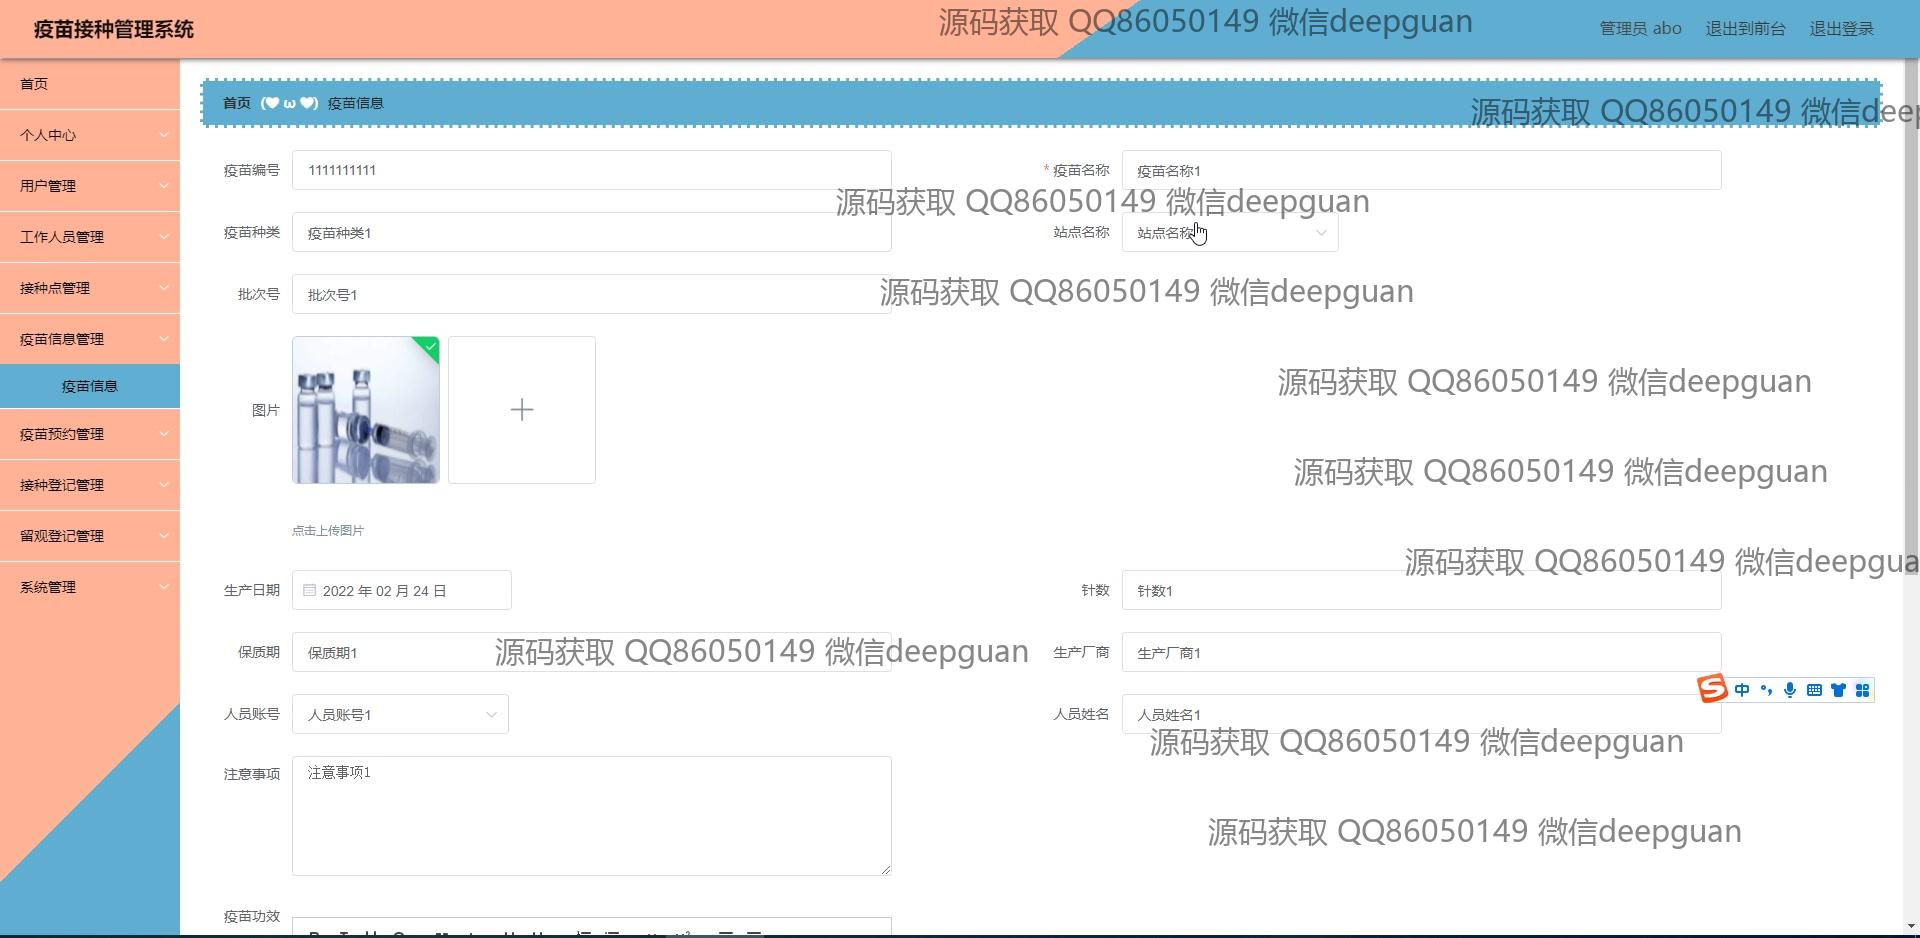 疫苗接种管理系统
源码获取 QQ86050149 微信deepguan
管理员 abo 退出到前台 退出登录
首页
个人中心
用户管理
工作人员管理
接种点管理
疫苗信息管理
疫苗信息
疫苗预约管理
接种登记管理
留观登记管理
系统管理
首页 (♥ ω ♥) 疫苗信息
源码获取 QQ86050149 微信deep
疫苗编号 1111111111
* 疫苗名称 疫苗名称1
源码获取 QQ86050149 微信deepguan
疫苗种类 疫苗种类1
站点名称 站点名称
批次号 批次号1
源码获取 QQ86050149 微信deepguan
源码获取 QQ86050149 微信deepguan
图片
源码获取 QQ86050149 微信deepguan
点击上传图片
源码获取 QQ86050149 微信deepgua
生产日期 2022 年 02 月 24 日
针数 针数1
保质期 保质期1
源码获取 QQ86050149 微信deepguan
生产厂商 生产厂商1
中
人员账号 人员账号1
人员姓名 人员姓名1
源码获取 QQ86050149 微信deepguan
注意事项 注意事项1
源码获取 QQ86050149 微信deepguan
疫苗功效